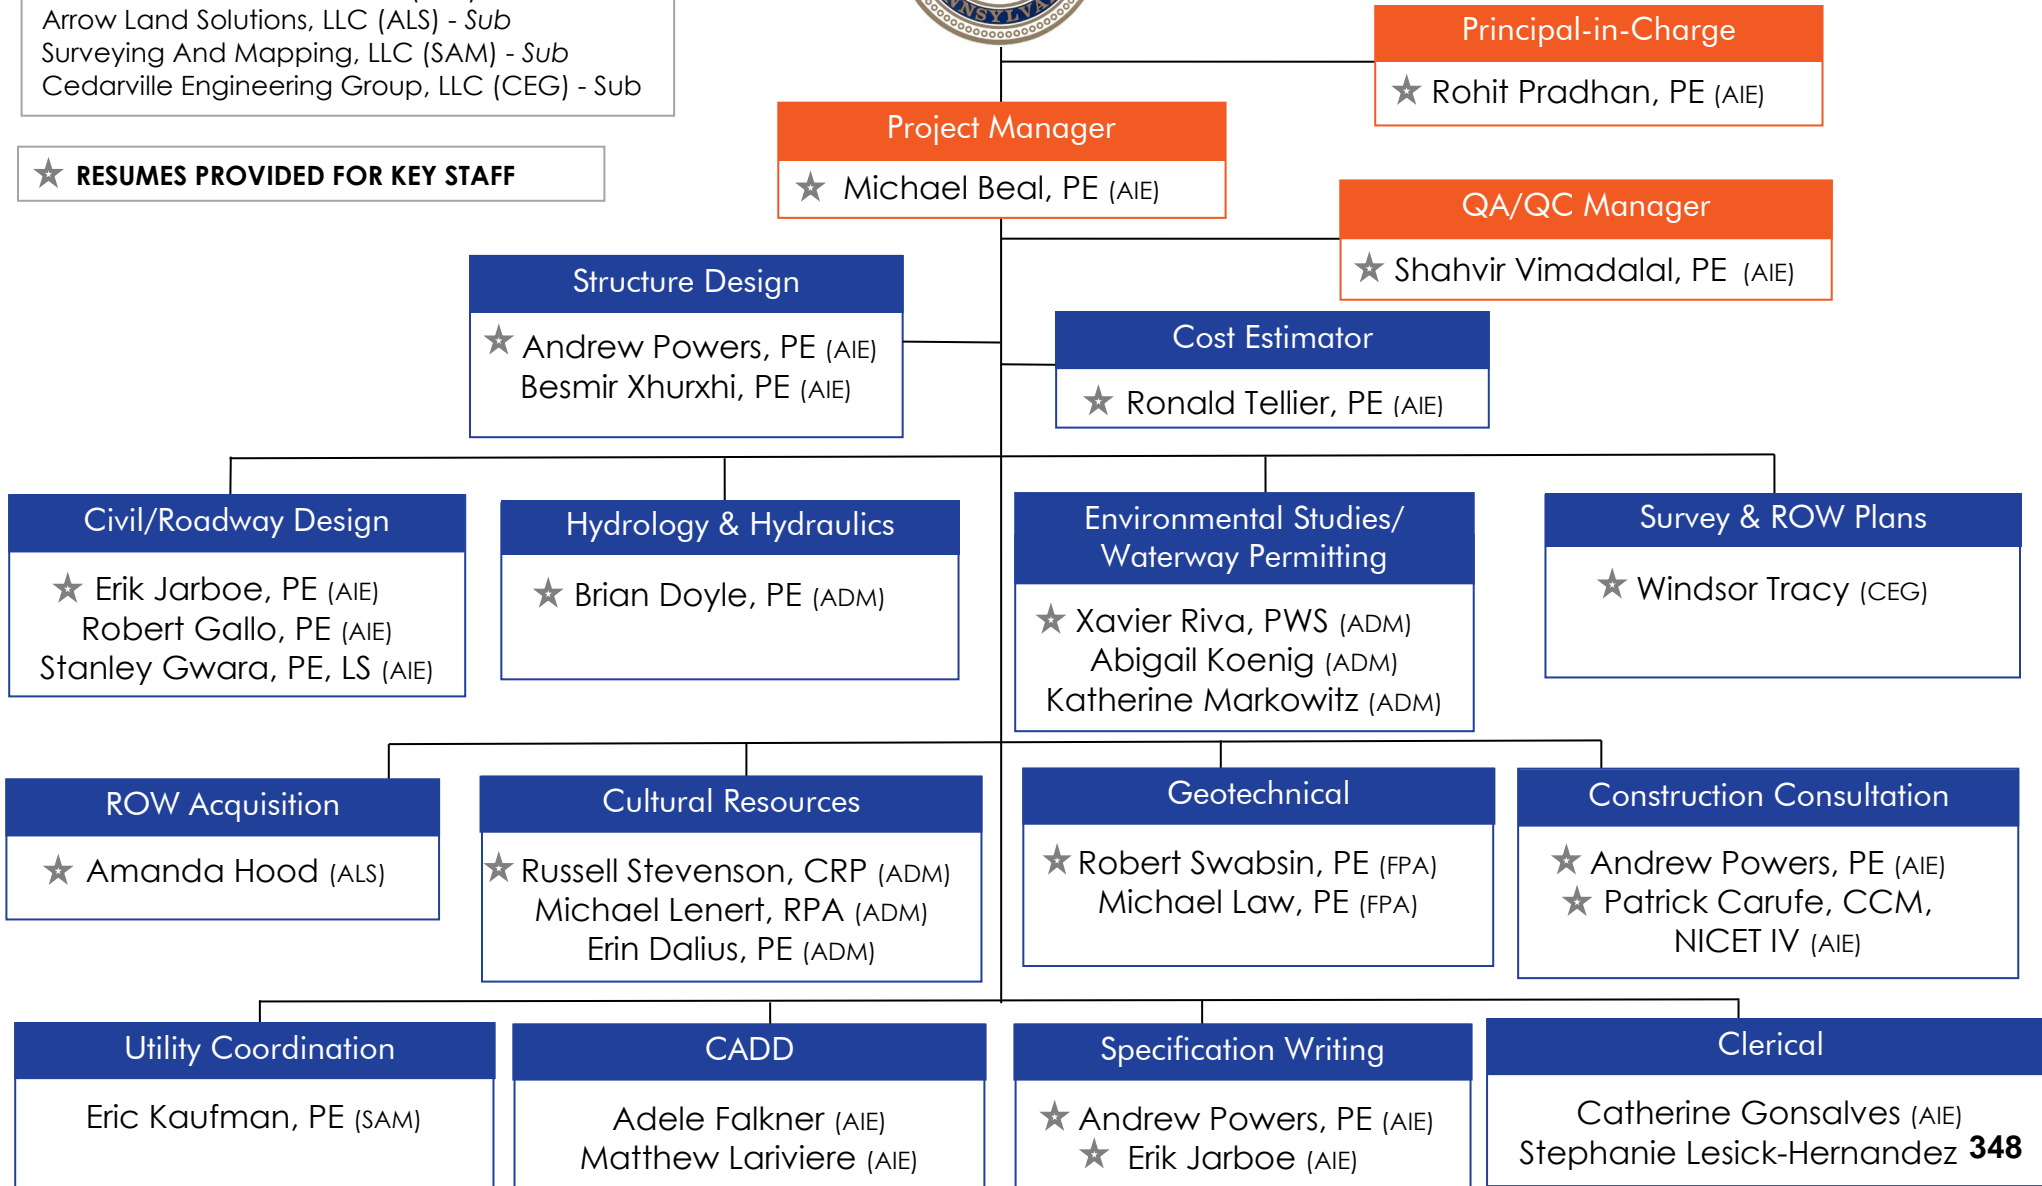 Arrow Land Solutions, LLC (ALS) - Sub
Surveying And Mapping, LLC (SAM) - Sub
Cedarville Engineering Group, LLC (CEG) - Sub
RESUMES PROVIDED FOR KEY STAFF
Principal-in-Charge
Rohit Pradhan, PE (AIE)
Project Manager
Michael Beal, PE (AIE)
QA/QC Manager
Shahvir Vimadalal, PE (AIE)
Structure Design
Andrew Powers, PE (AIE)
Besmir Xhurxhi, PE (AIE)
Cost Estimator
Ronald Tellier, PE (AIE)
Civil/Roadway Design
Erik Jarboe, PE (AIE)
Robert Gallo, PE (AIE)
Stanley Gwara, PE, LS (AIE)
Hydrology & Hydraulics
Brian Doyle, PE (ADM)
Environmental Studies/
Waterway Permitting
Xavier Riva, PWS (ADM)
Abigail Koenig (ADM)
Katherine Markowitz (ADM)
Survey & ROW Plans
Windsor Tracy (CEG)
ROW Acquisition
Amanda Hood (ALS)
Cultural Resources
Russell Stevenson, CRP (ADM)
Michael Lenert, RPA (ADM)
Erin Dalius, PE (ADM)
Geotechnical
Robert Swabsin, PE (FPA)
Michael Law, PE (FPA)
Construction Consultation
Andrew Powers, PE (AIE)
Patrick Carufe, CCM,
NICET IV (AIE)
Utility Coordination
Eric Kaufman, PE (SAM)
CADD
Adele Falkner (AIE)
Matthew Lariviere (AIE)
Specification Writing
Andrew Powers, PE (AIE)
Erik Jarboe (AIE)
Clerical
Catherine Gonsalves (AIE)
Stephanie Lesick-Hernandez 348